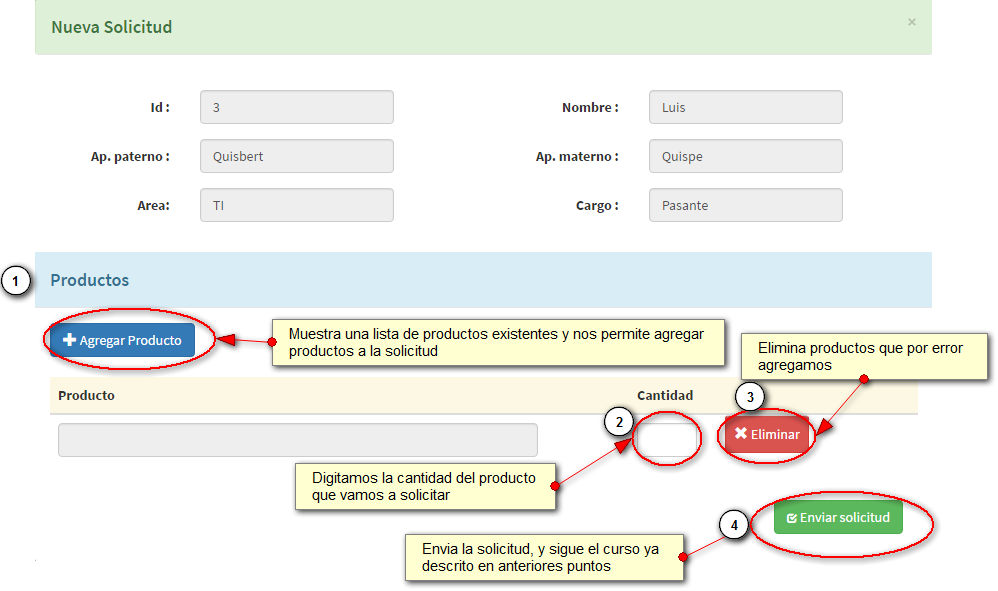 Nueva Solicitud ×
Id : 3 Nombre : Luis
Ap. paterno : Quisbert Ap. materno : Quispe
Area: TI Cargo : Pasante
1 Productos
Agregar Producto
Muestra una lista de productos existentes y nos permite agregar
productos a la solicitud
Elimina productos que por error
agregamos
Producto Cantidad 3
2 Eliminar
Digitamos la cantidad del producto
que vamos a solicitar
4 Enviar solicitud
Envia la solicitud, y sigue el curso ya
descrito en anteriores puntos